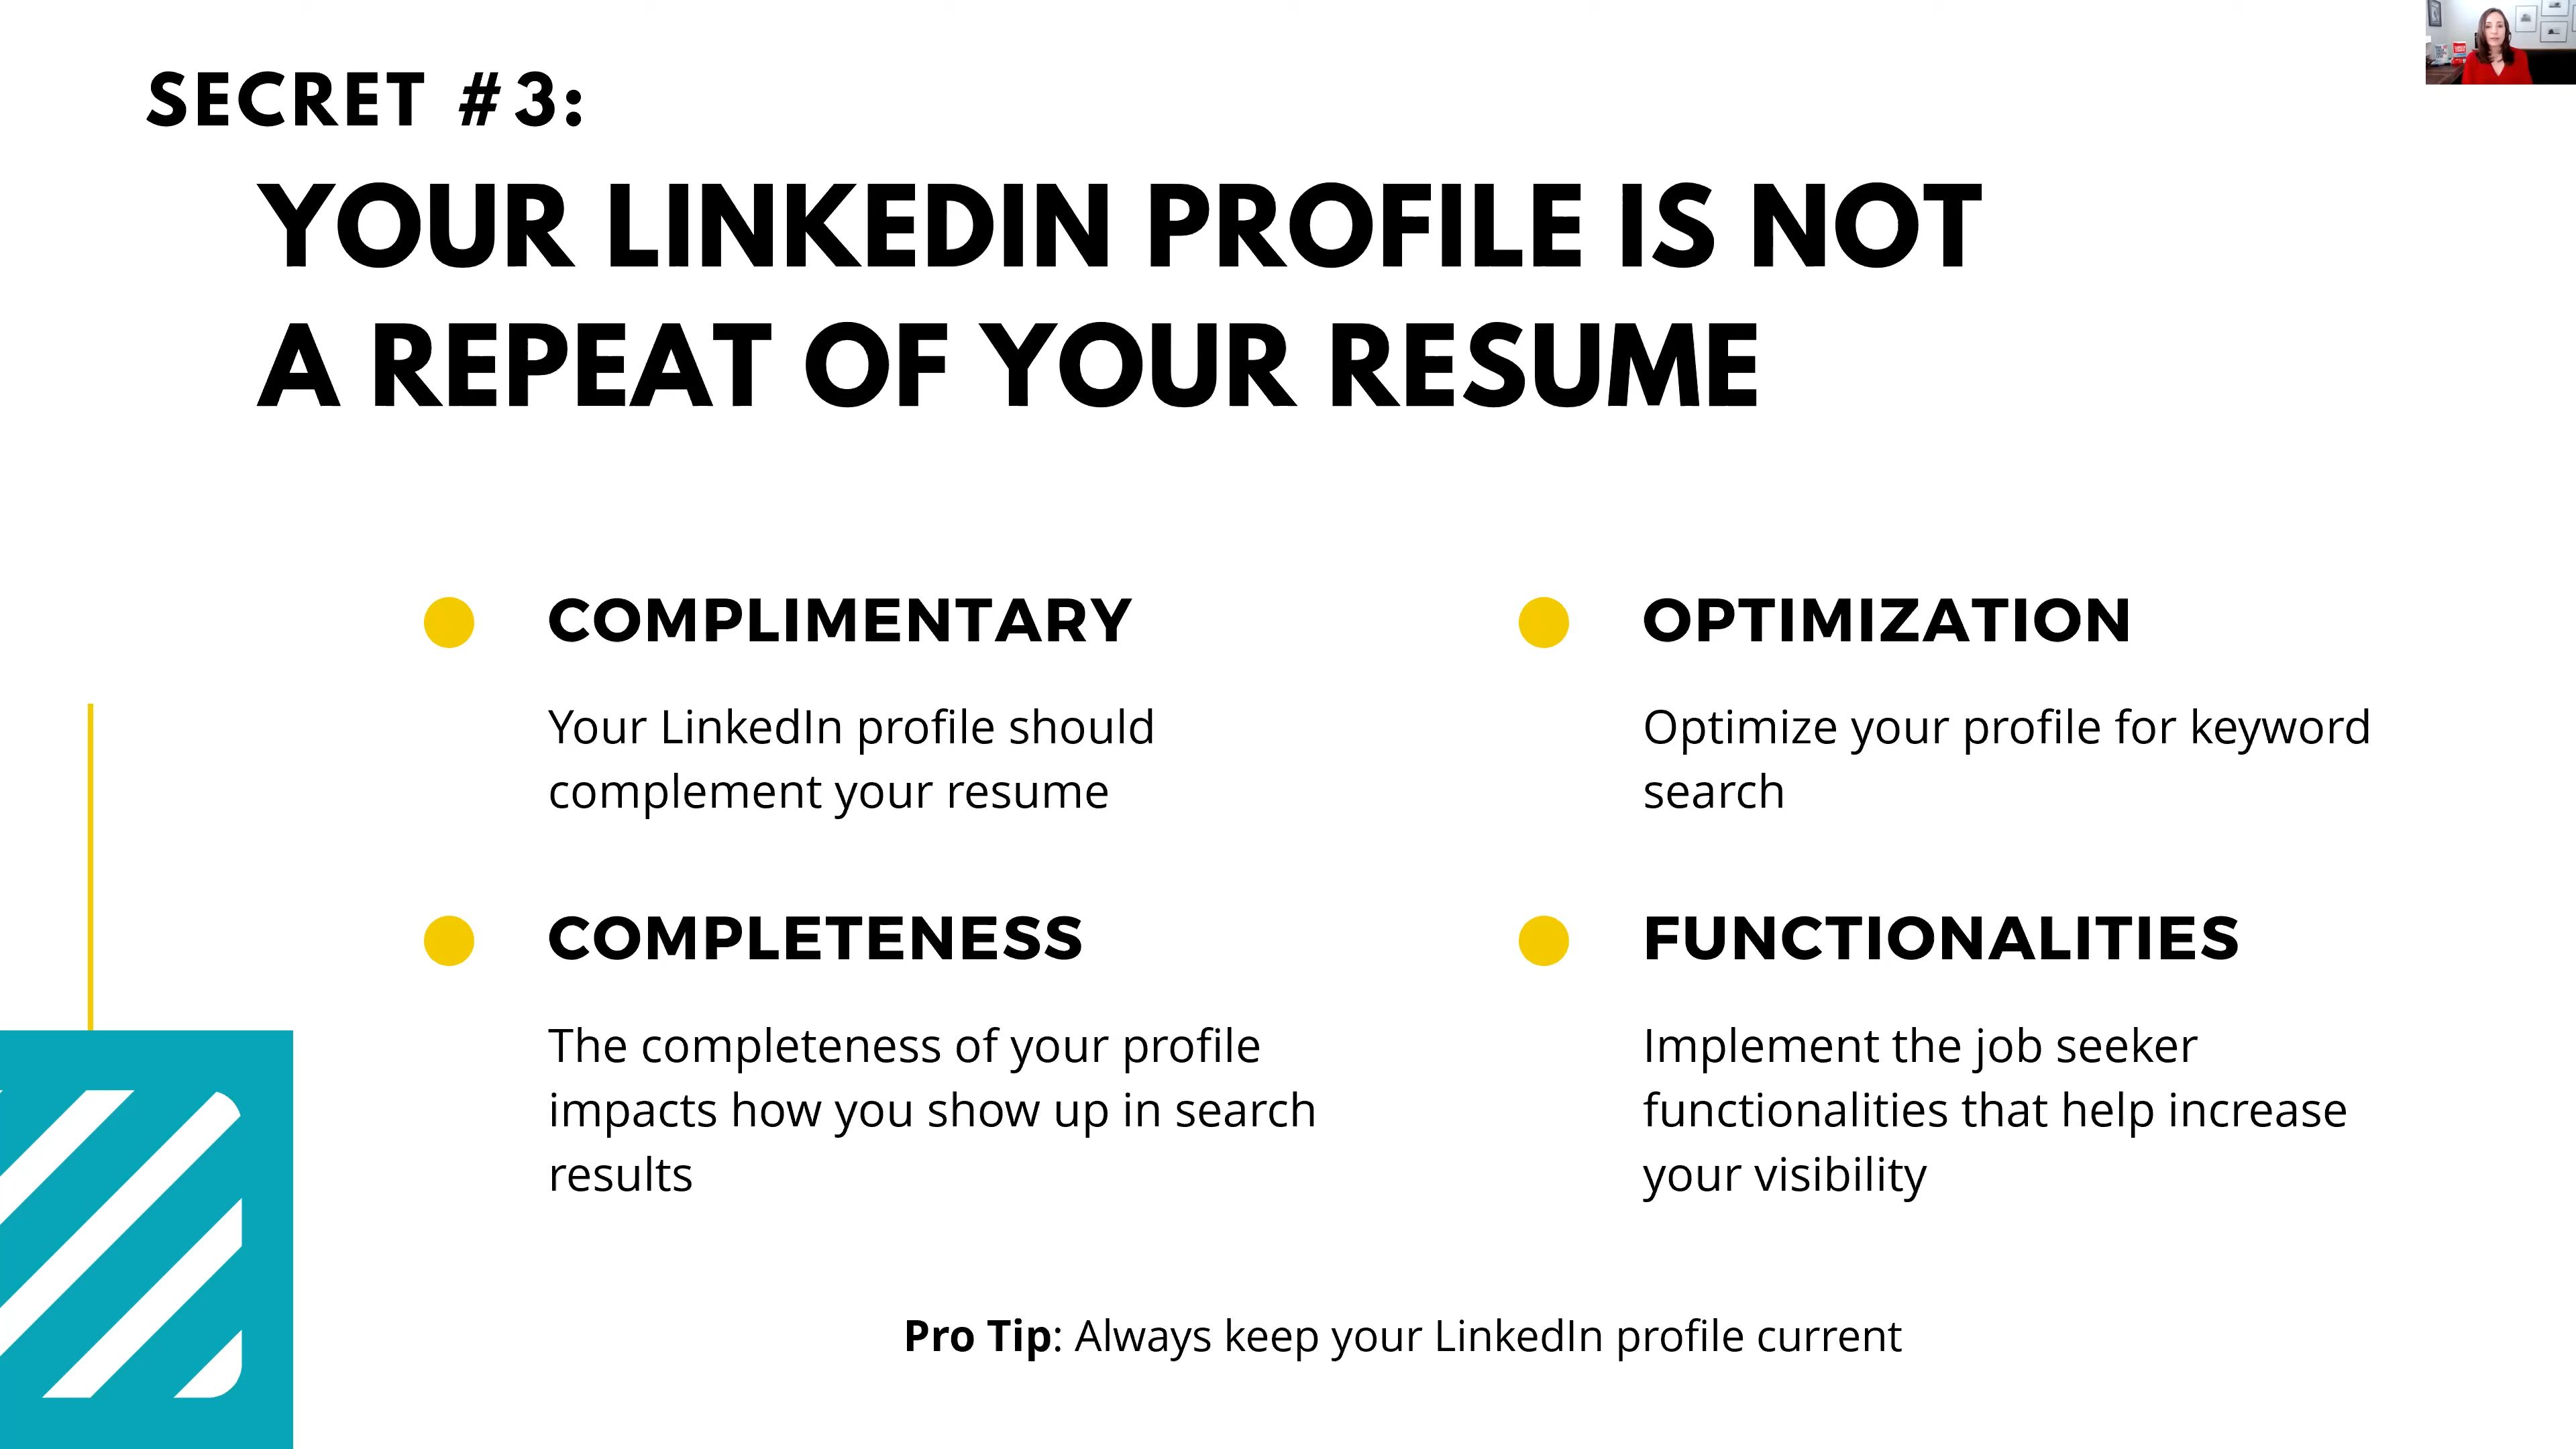 SECRET #3:
YOUR LINKEDIN PROFILE IS NOT
A REPEAT OF YOUR RESUME
COMPLIMENTARY
Your LinkedIn profile should
complement your resume
OPTIMIZATION
Optimize your profile for keyword
search
COMPLETENESS
The completeness of your profile
impacts how you show up in search
results
FUNCTIONALITIES
Implement the job seeker
functionalities that help increase
your visibility
Pro Tip: Always keep your LinkedIn profile current